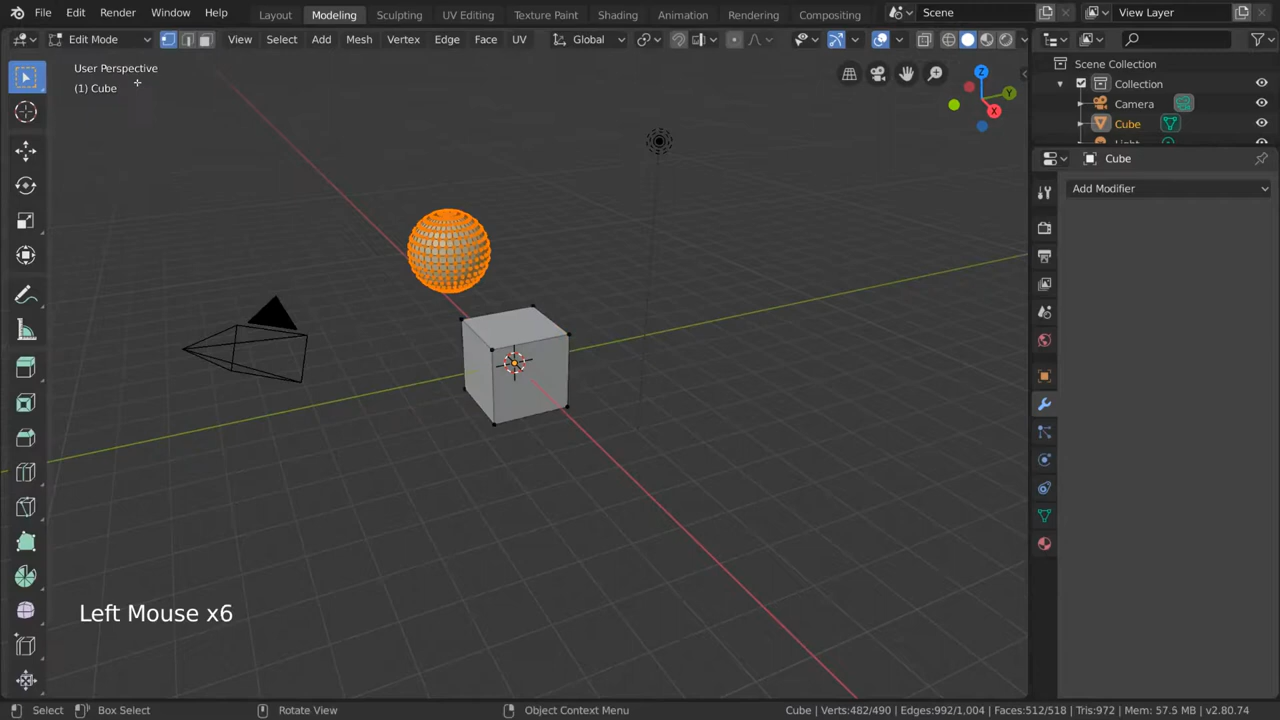 File Edit Render Window Help Layout Modeling Sculpting UV Editing Texture Paint Shading Animation Rendering Compositing Scene View Layer
Edit Mode View Select Add Mesh Vertex Edge Face UV Global
User Perspective
(1) Cube
Z
Y
X
Scene Collection
Collection
Camera
Cube
Light
Cube
Add Modifier
Left Mouse x6
Select Box Select Rotate View Object Context Menu Cube | Verts:482/490 | Edges:992/1,004 | Faces:512/518 | Tris:972 | Mem: 57.5 MB | v2.80.74